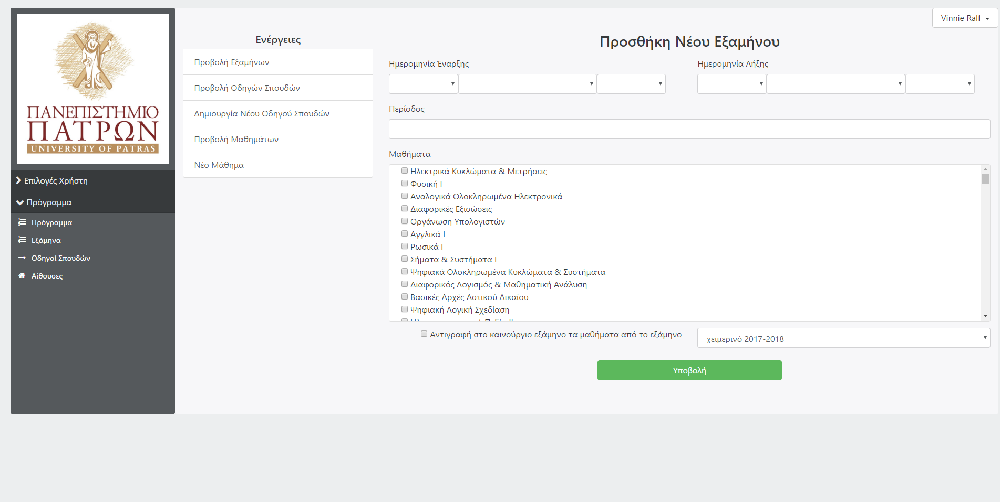 ΠΑΝΕΠΙΣΤΗΜΙΟ
ΠΑΤΡΩΝ
UNIVERSITY OF PATRAS
Επιλογές Χρήστη
Πρόγραμμα
Πρόγραμμα
Εξάμηνα
Οδηγοί Σπουδών
Αίθουσες
Ενέργειες
Προβολή Εξαμήνων
Προβολή Οδηγών Σπουδών
Δημιουργία Νέου Οδηγού Σπουδών
Προβολή Μαθημάτων
Νέο Μάθημα
Vinnie Ralf
Προσθήκη Νέου Εξαμήνου
Ημερομηνία Έναρξης
Ημερομηνία Λήξης
Περίοδος
Μαθήματα
Ηλεκτρικά Κυκλώματα & Μετρήσεις
Φυσική Ι
Αναλογικά Ολοκληρωμένα Ηλεκτρονικά
Διαφορικές Εξισώσεις
Οργάνωση Υπολογιστών
Αγγλικά Ι
Ρωσικά Ι
Σήματα & Συστήματα Ι
Ψηφιακά Ολοκληρωμένα Κυκλώματα & Συστήματα
Διαφορικός Λογισμός & Μαθηματική Ανάλυση
Βασικές Αρχές Αστικού Δικαίου
Ψηφιακή Λογική Σχεδίαση
Αντιγραφή στο καινούργιο εξάμηνο τα μαθήματα από το εξάμηνο
χειμερινό 2017-2018
Υποβολή